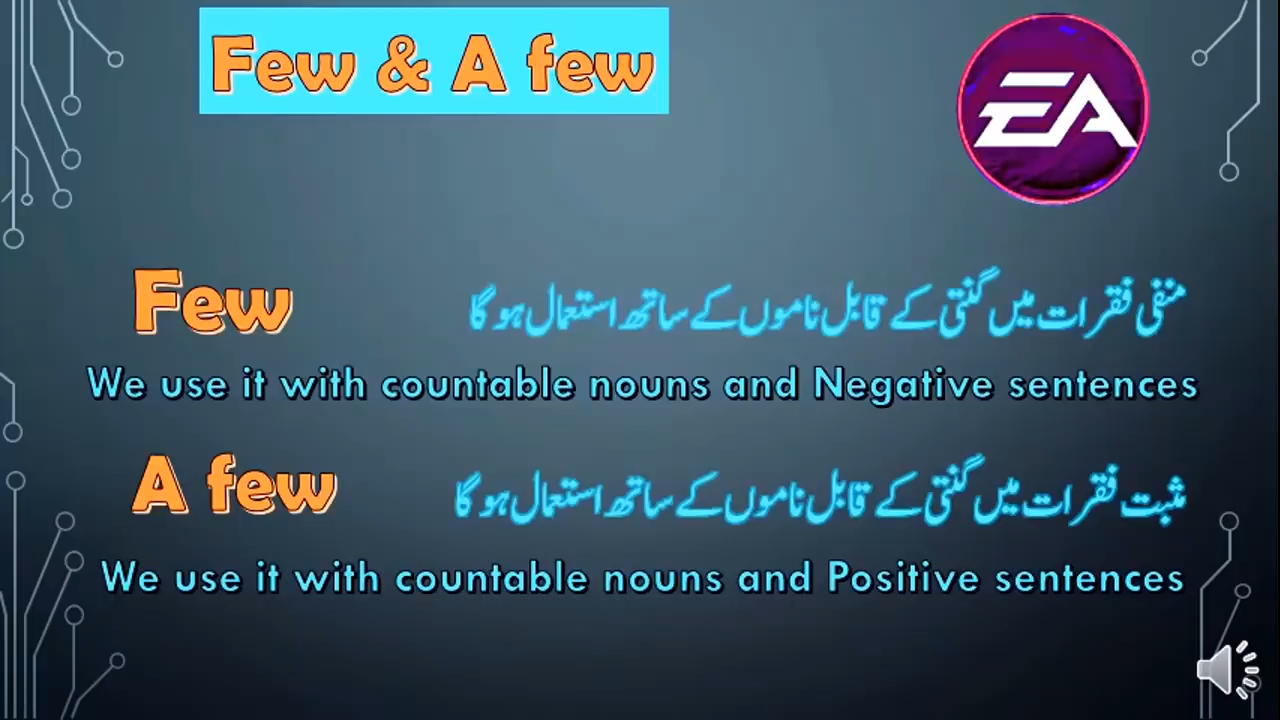 Few & A few
EA
Few
منفی فقرات میں گنتی کے قابل ناموں کے ساتھ استعمال ہو گا
We use it with countable nouns and Negative sentences
A few
مثبت فقرات میں گنتی کے قابل ناموں کے ساتھ استعمال ہو گا
We use it with countable nouns and Positive sentences